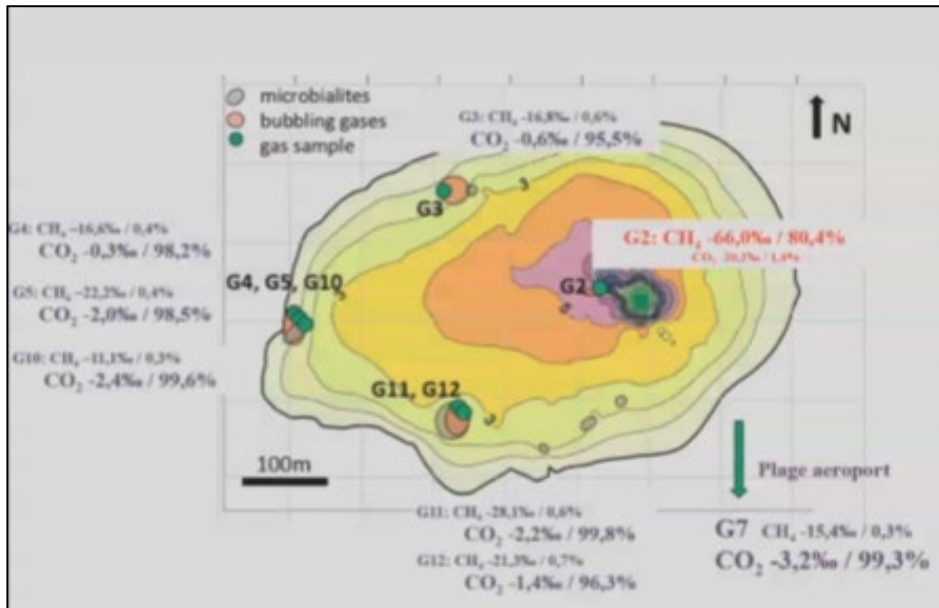 microbialites
bubbling gases
gas sample
N
G3: CH₄ -16,8‰ / 0,6%
CO₂ -0,6‰ / 95,5%
G3
G4: CH₄ -16,6‰ / 0,4%
CO₂ -0,3‰ / 98,2%
G2: CH₄ -66,0‰ / 80,4%
G4, G5, G10
G2
G5: CH₄ -22,2‰ / 0,4%
CO₂ -2,0‰ / 98,5%
G10: CH₄ -11,1‰ / 0,3%
CO₂ -2,4‰ / 99,6%
G11, G12
100m
Plage aeroport
G11: CH₄ -28,1‰ / 0,6%
CO₂ -2,2‰ / 99,8%
G12: CH₄ -21,3‰ / 0,7%
CO₂ -1,4‰ / 96,3%
G7 CH₄ -15,4‰ / 0,3%
CO₂ -3,2‰ / 99,3%